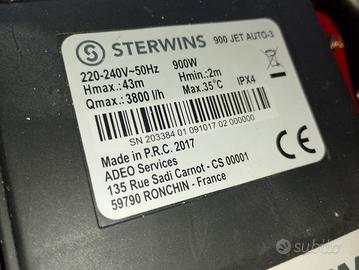 S STERWINS 900 JET AUTO-3
220-240V~50Hz 900W
Hmax.: 43m Hmin.:2m
Qmax.: 3800 l/h Max.35°C IPX4
SN 203384 01 091017 02 000000
Made in P.R.C. 2017
ADEO Services
135 Rue Sadi Carnot - CS 00001
59790 RONCHIN - France
CE
subito